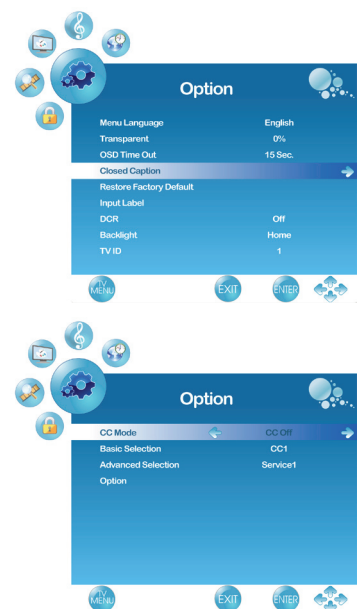 Option
Menu Language English
Transparent 0%
OSD Time Out 15 Sec.
Closed Caption
Restore Factory Default
Input Label
DCR Off
Backlight Home
TV ID 1
TV MENU EXIT ENTER
Option
CC Mode CC Off
Basic Selection CC1
Advanced Selection Service1
Option
TV MENU EXIT ENTER